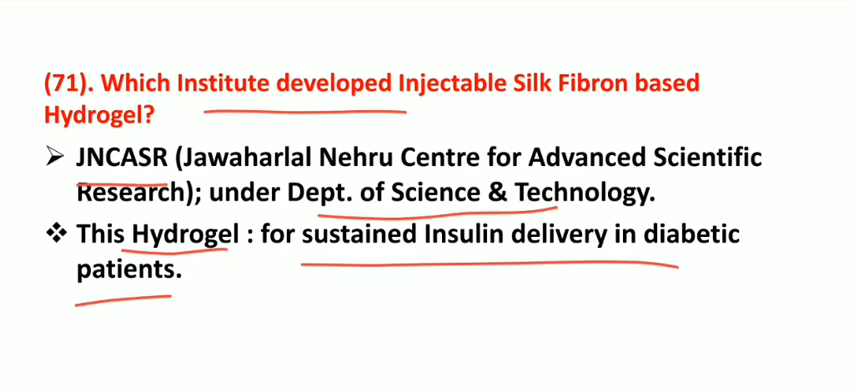 (71). Which Institute developed Injectable Silk Fibron based
Hydrogel?
➢ JNCASR (Jawaharlal Nehru Centre for Advanced Scientific
Research); under Dept. of Science & Technology.
❖ This Hydrogel : for sustained Insulin delivery in diabetic
patients.